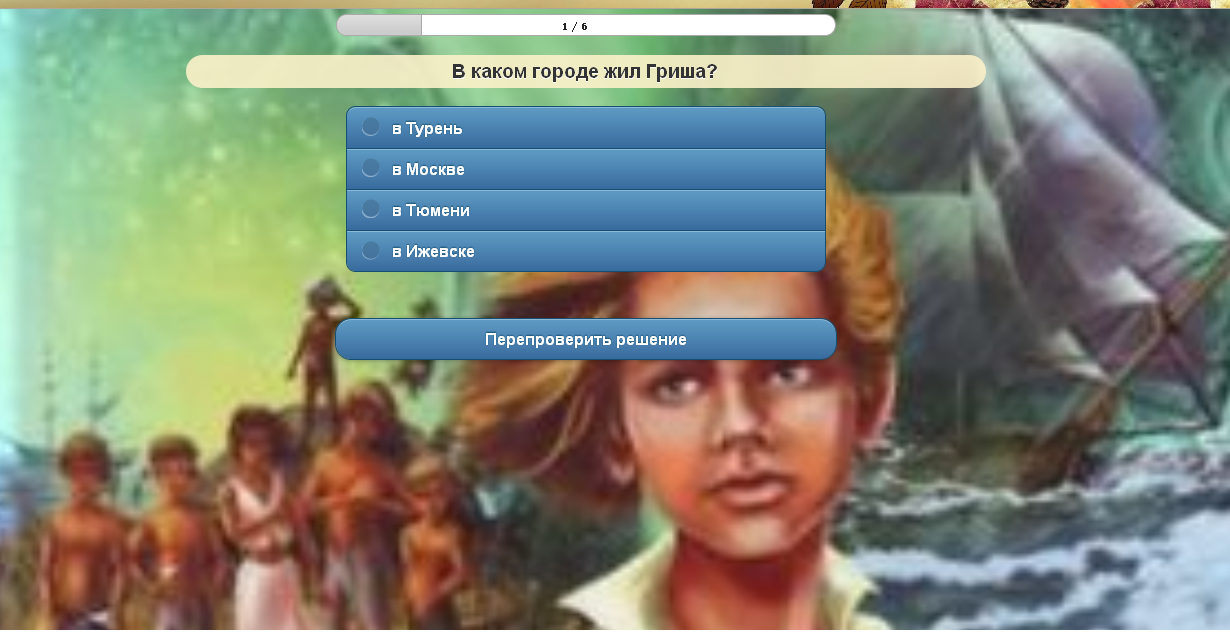 1 / 6
В каком городе жил Гриша?
в Турень
в Москве
в Тюмени
в Ижевске
Перепроверить решение